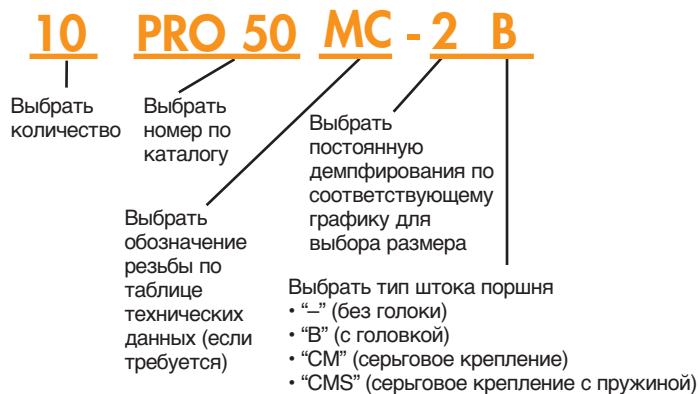 10 PRO 50 MC - 2 B
Выбрать
количество
Выбрать
номер по
каталогу
Выбрать
постоянную
демпфирования по
соответствующему
графику для
выбора размера
Выбрать
обозначение
резьбы по
таблице
технических
данных (если
требуется)
Выбрать тип штока поршня
• “–” (без голоки)
• “B” (с головкой)
• “CM” (серьговое крепление)
• “CMS” (серьговое крепление с пружиной)